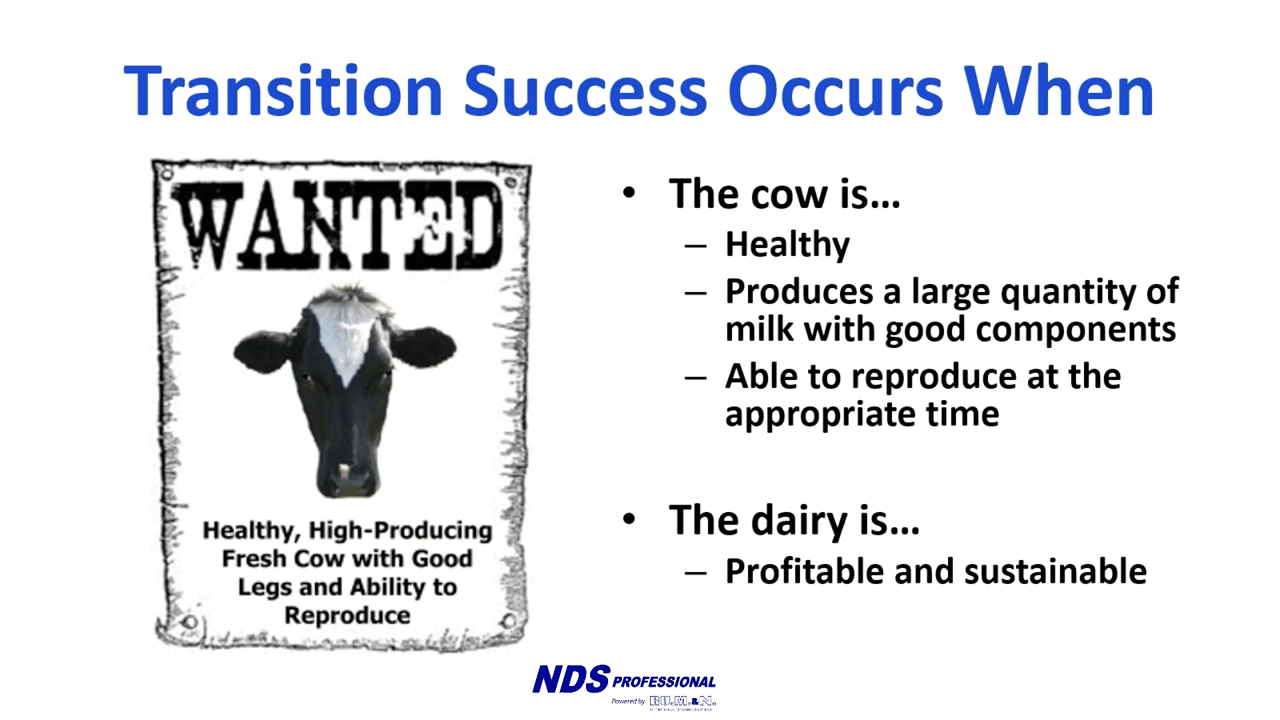 Transition Success Occurs When
WANTED
Healthy, High-Producing
Fresh Cow with Good
Legs and Ability to
Reproduce
• The cow is...
– Healthy
– Produces a large quantity of
milk with good components
– Able to reproduce at the
appropriate time
• The dairy is...
– Profitable and sustainable
NDS PROFESSIONAL
Powered by RU.M.&N.